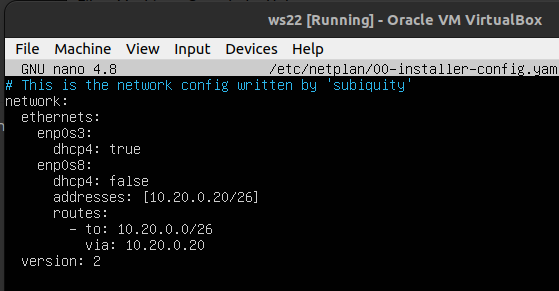 ws22 [Running] - Oracle VM VirtualBox
File Machine View Input Devices Help
GNU nano 4.8 /etc/netplan/00-installer-config.yam
# This is the network config written by 'subiquity'
network:
  ethernets:
    enp0s3:
      dhcp4: true
    enp0s8:
      dhcp4: false
      addresses: [10.20.0.20/26]
      routes:
        - to: 10.20.0.0/26
          via: 10.20.0.20
  version: 2